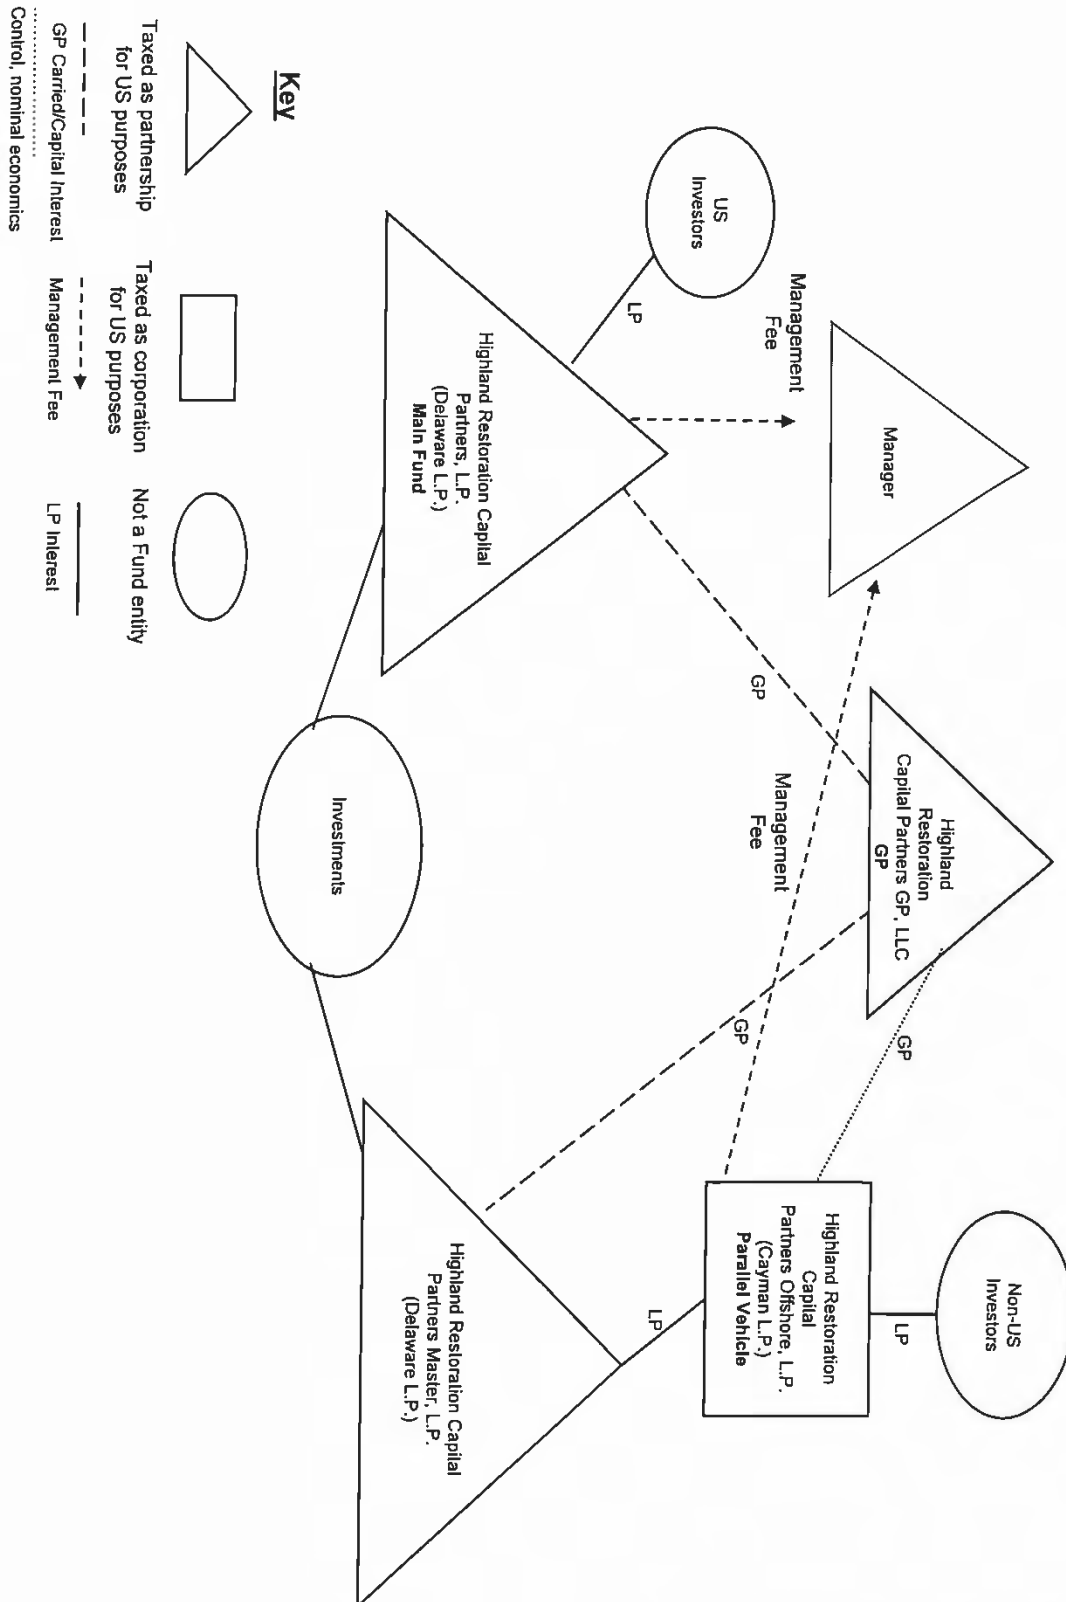 Non-US
Investors
LP
Highland
Restoration
Capital Partners GP, LLC
GP
Manager
GP
Highland Restoration
Capital
Partners Offshore, L.P.
(Cayman L.P.)
Parallel Vehicle
Management
Fee
Management
Fee
US
Investors
LP
GP
GP
LP
Highland Restoration Capital
Partners, L.P.
(Delaware L.P.)
Main Fund
Highland Restoration Capital
Partners Master, L.P.
(Delaware L.P.)
Investments
Key
Taxed as partnership
for US purposes
Taxed as corporation
for US purposes
Not a Fund entity
GP Carried/Capital Interest
Management Fee
LP Interest
Control, nominal economics